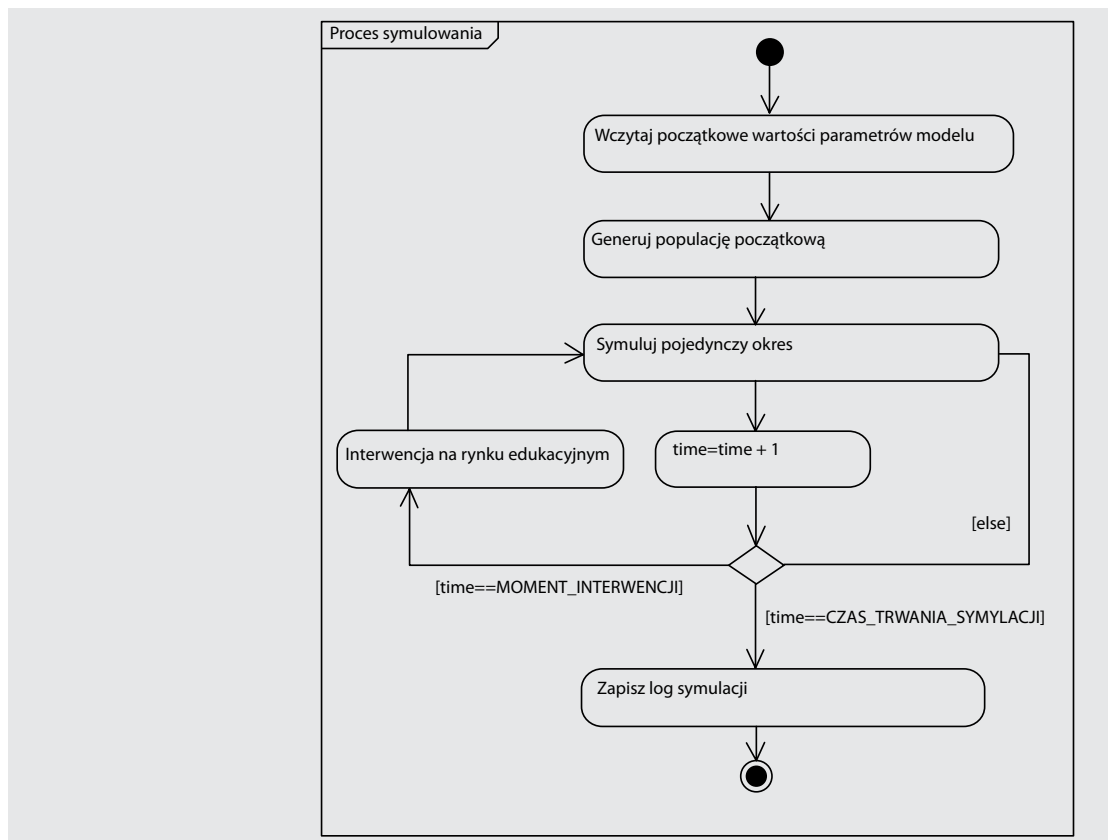 Proces symulowania
Wczytaj początkowe wartości parametrów modelu
Generuj populację początkową
Symuluj pojedynczy okres
Interwencja na rynku edukacyjnym
time=time + 1
[else]
[time==MOMENT_INTERWENCJI]
[time==CZAS_TRWANIA_SYMYLACJI]
Zapisz log symulacji